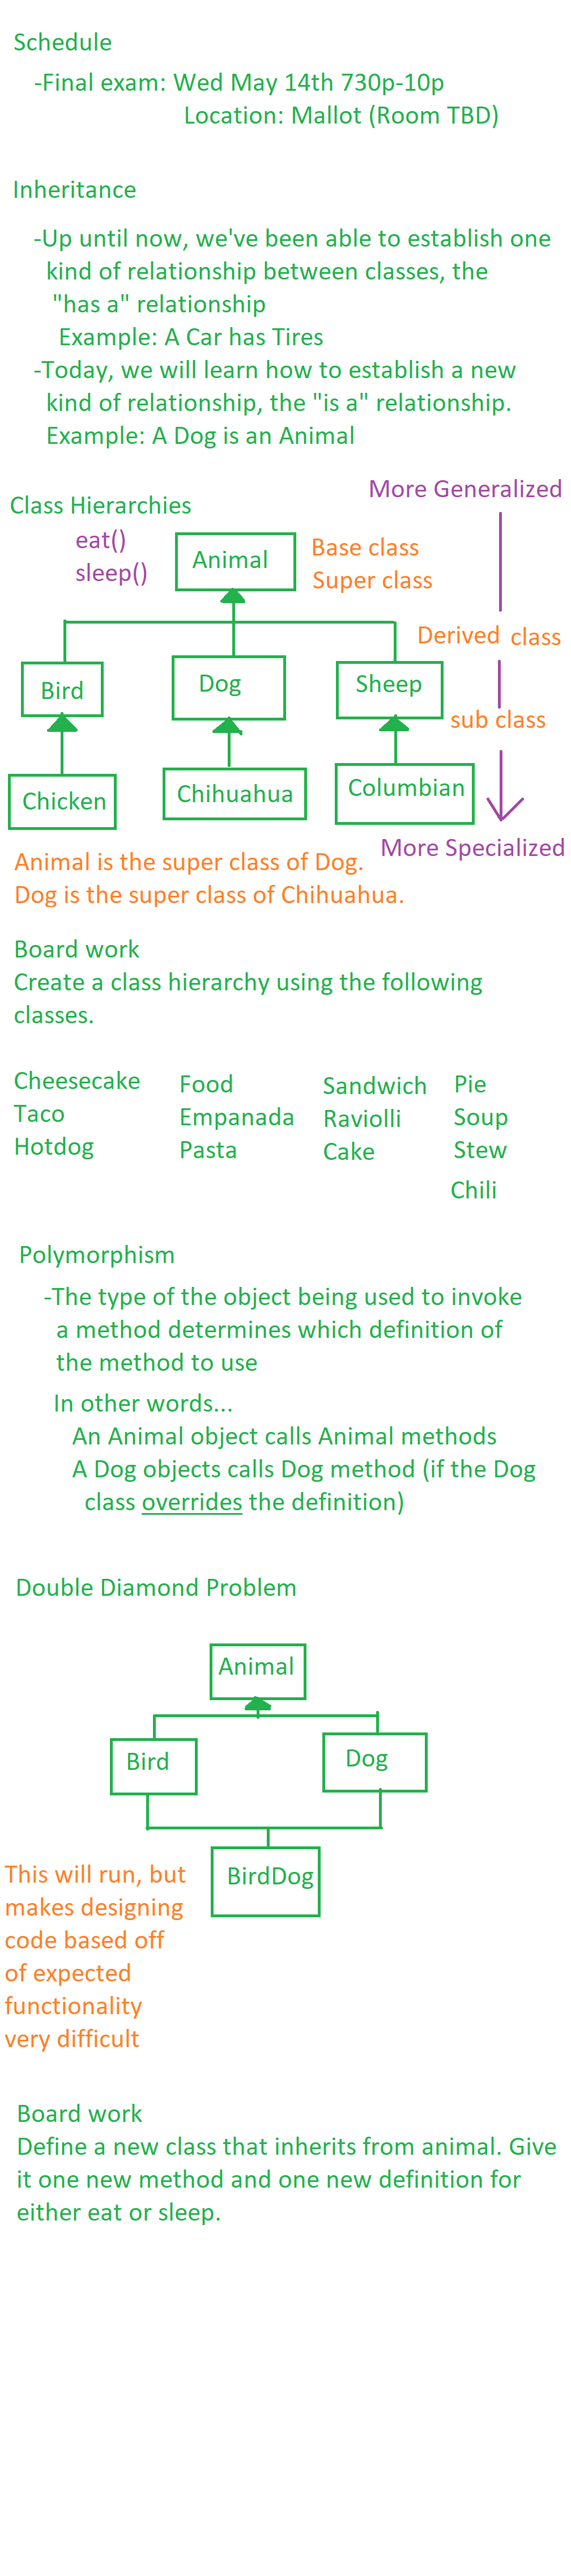 Schedule
-Final exam: Wed May 14th 730p-10p
Location: Mallot (Room TBD)
Inheritance
-Up until now, we've been able to establish one
kind of relationship between classes, the
"has a" relationship
Example: A Car has Tires
-Today, we will learn how to establish a new
kind of relationship, the "is a" relationship.
Example: A Dog is an Animal
More Generalized
Class Hierarchies
eat()
sleep()
Animal
Base class
Super class
Derived class
Bird
Dog
Sheep
sub class
Chicken
Chihuahua
Columbian
More Specialized
Animal is the super class of Dog.
Dog is the super class of Chihuahua.
Board work
Create a class hierarchy using the following
classes.
Cheesecake
Taco
Hotdog
Food
Empanada
Pasta
Sandwich
Raviolli
Cake
Pie
Soup
Stew
Chili
Polymorphism
-The type of the object being used to invoke
a method determines which definition of
the method to use
In other words...
An Animal object calls Animal methods
A Dog objects calls Dog method (if the Dog
class overrides the definition)
Double Diamond Problem
Animal
Bird
Dog
BirdDog
This will run, but
makes designing
code based off
of expected
functionality
very difficult
Board work
Define a new class that inherits from animal. Give
it one new method and one new definition for
either eat or sleep.